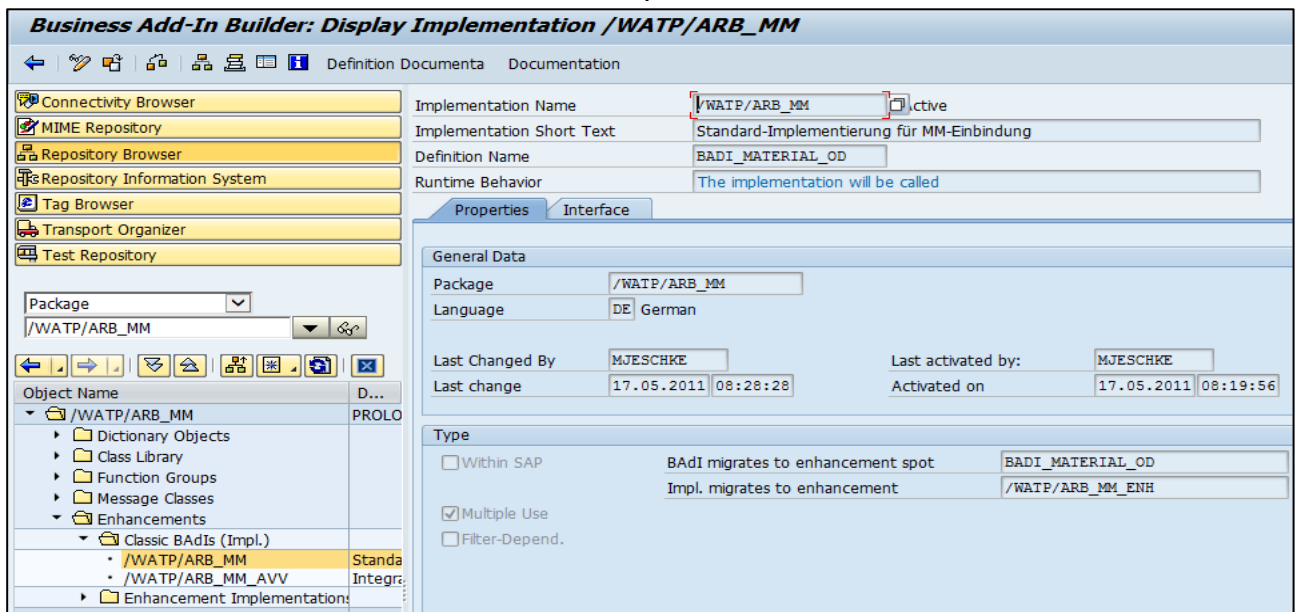 Business Add-In Builder: Display Implementation /WATP/ARB_MM
Definition Documenta Documentation
Connectivity Browser
MIME Repository
Repository Browser
Repository Information System
Tag Browser
Transport Organizer
Test Repository
Package
/WATP/ARB_MM
Object Name D...
/WATP/ARB_MM PROLO
Dictionary Objects
Class Library
Function Groups
Message Classes
Enhancements
Classic BAdIs (Impl.)
/WATP/ARB_MM Standa
/WATP/ARB_MM_AVV Integra
Enhancement Implementations
Implementation Name /WATP/ARB_MM ctive
Implementation Short Text Standard-Implementierung für MM-Einbindung
Definition Name BADI_MATERIAL_OD
Runtime Behavior The implementation will be called
Properties Interface
General Data
Package /WATP/ARB_MM
Language DE German
Last Changed By MJESCHKE Last activated by: MJESCHKE
Last change 17.05.2011 08:28:28 Activated on 17.05.2011 08:19:56
Type
Within SAP BAdI migrates to enhancement spot BADI_MATERIAL_OD
Impl. migrates to enhancement /WATP/ARB_MM_ENH
Multiple Use
Filter-Depend.